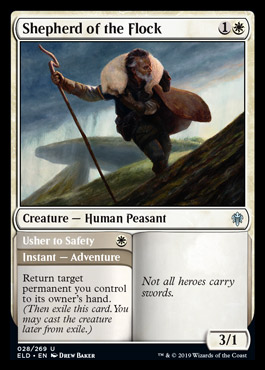 Shepherd of the Flock 1
Creature — Human Peasant
Usher to Safety
Instant — Adventure
Return target
permanent you control
to its owner's hand.
(Then exile this card. You
may cast the creature
later from exile.)
Not all heroes carry
swords.
3/1
028/269 U
ELD • EN DREW BAKER
™ & © 2019 Wizards of the Coast